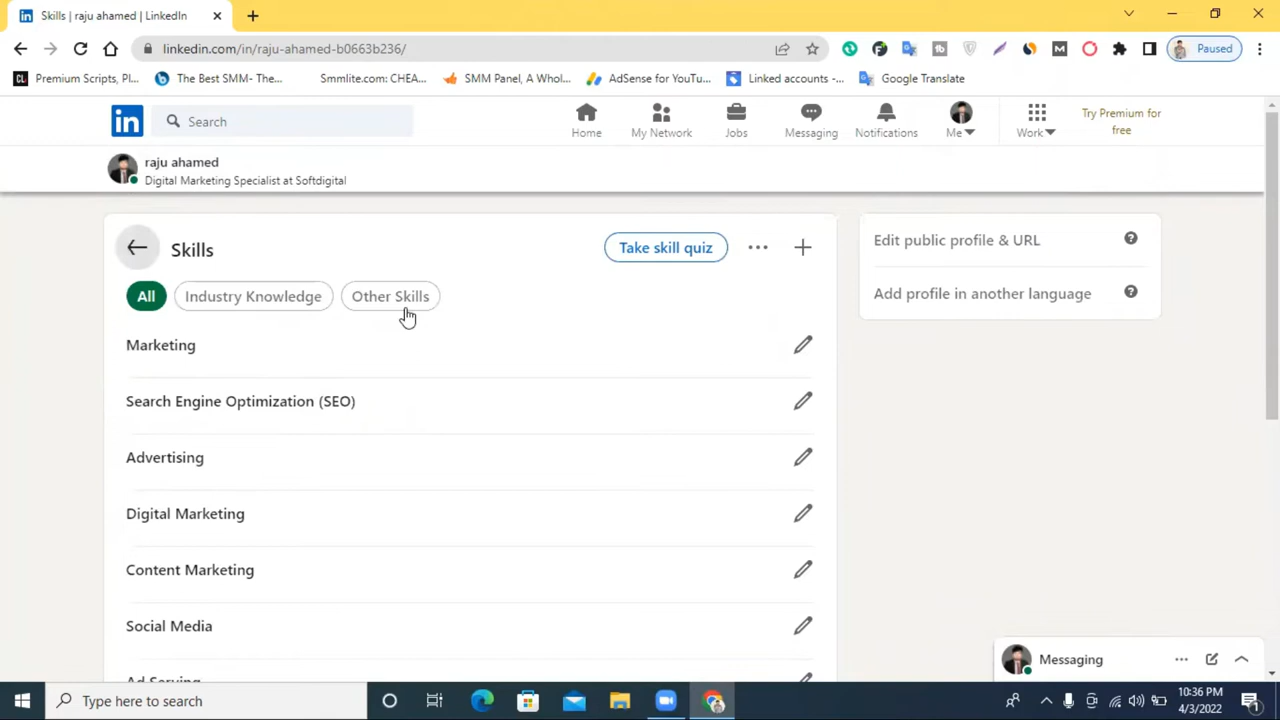 Skills | raju ahamed | LinkedIn
linkedin.com/in/raju-ahamed-b0663b236/
Paused
Premium Scripts, Pl...
The Best SMM- The...
Smmlite.com: CHEA...
SMM Panel, A Whol...
AdSense for YouTu...
Linked accounts -...
Google Translate
in
Search
Home
My Network
Jobs
Messaging
Notifications
Me
Work
Try Premium for
free
raju ahamed
Digital Marketing Specialist at Softdigital
Skills
Take skill quiz
All
Industry Knowledge
Other Skills
Marketing
Search Engine Optimization (SEO)
Advertising
Digital Marketing
Content Marketing
Social Media
Ad Serving
Edit public profile & URL
Add profile in another language
Messaging
Type here to search
10:36 PM
4/3/2022